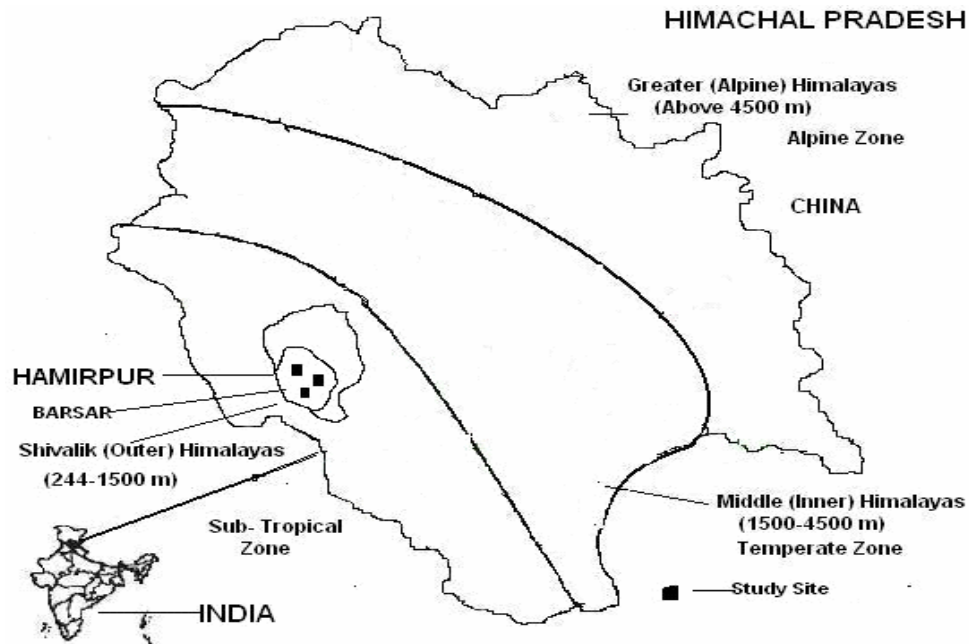 HIMACHAL PRADESH
Greater (Alpine) Himalayas
(Above 4500 m)
Alpine Zone
CHINA
HAMIRPUR
BARSAR
Shivalik (Outer) Himalayas
(244-1500 m)
Sub- Tropical
Zone
Middle (Inner) Himalayas
(1500-4500 m)
Temperate Zone
Study Site
INDIA